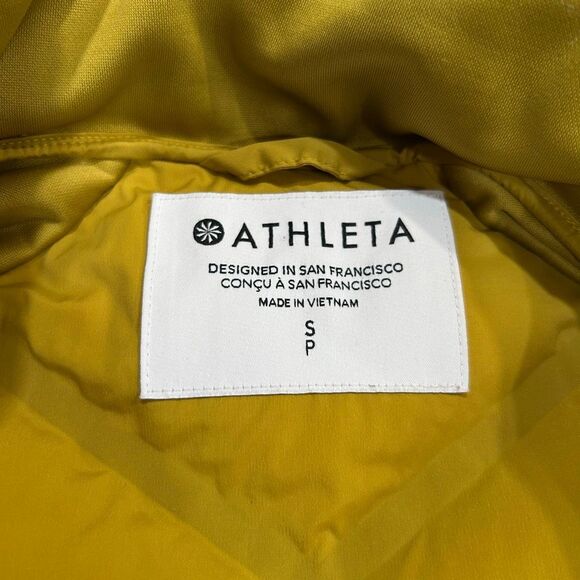 ATHLETA
DESIGNED IN SAN FRANCISCO
CONÇU À SAN FRANCISCO
MADE IN VIETNAM
S
P